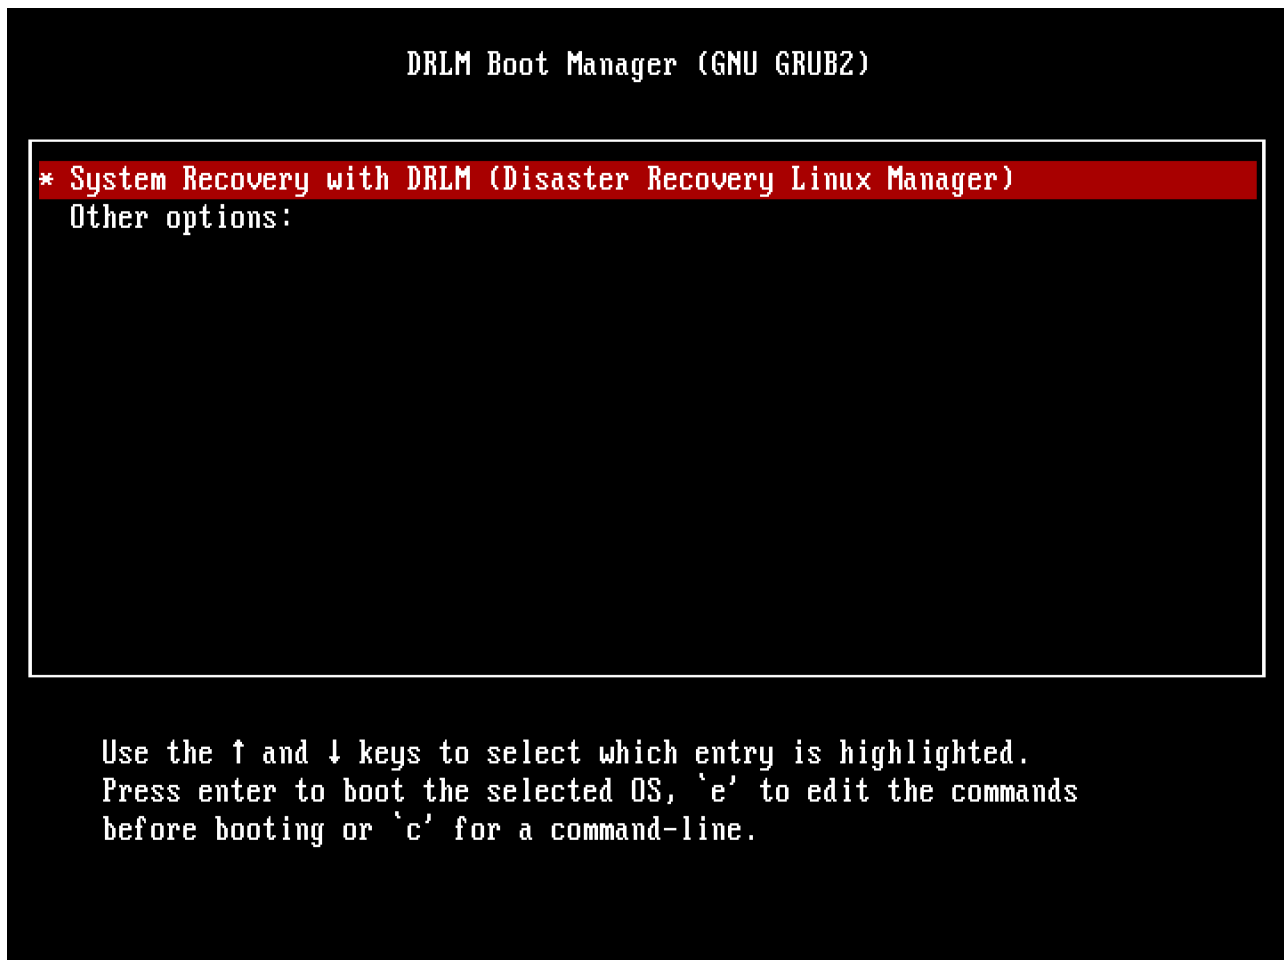 DRLM Boot Manager (GNU GRUB2)
* System Recovery with DRLM (Disaster Recovery Linux Manager)
Other options:
Use the ↑ and ↓ keys to select which entry is highlighted.
Press enter to boot the selected OS, `e' to edit the commands
before booting or `c' for a command-line.